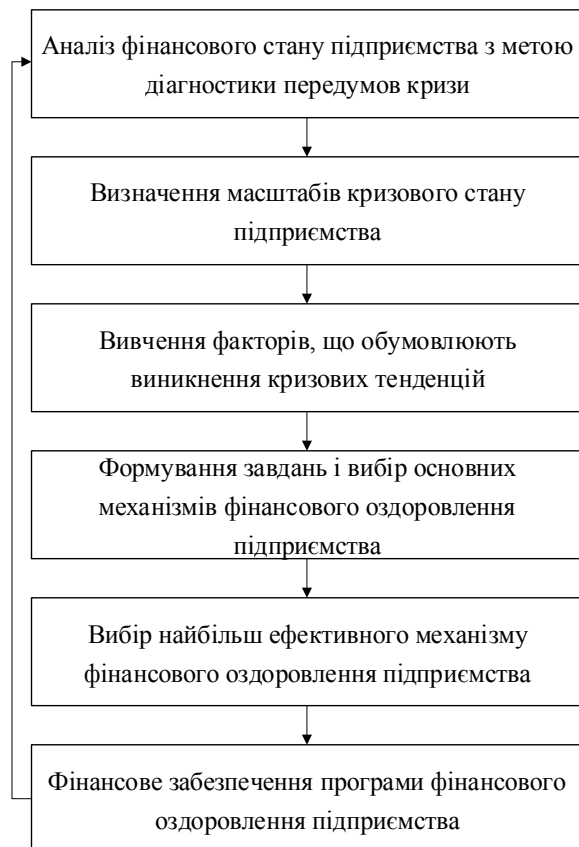 Аналіз фінансового стану підприємства з метою
діагностики передумов кризи
Визначення масштабів кризового стану
підприємства
Вивчення факторів, що обумовлюють
виникнення кризових тенденцій
Формування завдань і вибір основних
механізмів фінансового оздоровлення
підприємства
Вибір найбільш ефективного механізму
фінансового оздоровлення підприємства
Фінансове забезпечення програми фінансового
оздоровлення підприємства